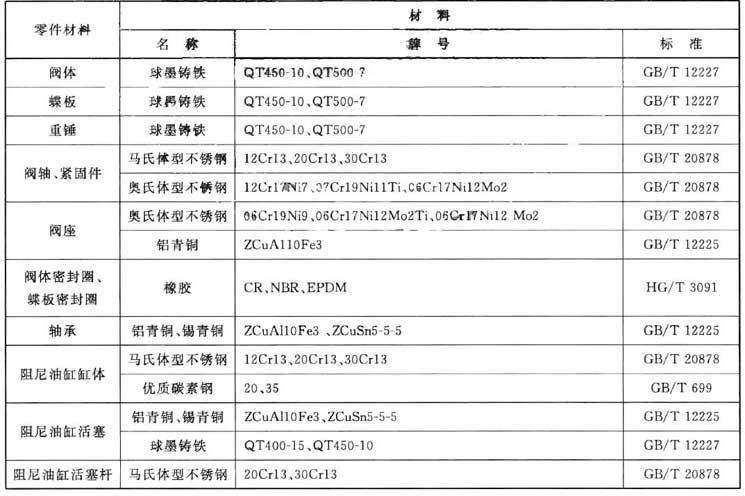 零件材料 材 料
名 称 牌 号 标 准
阀体 球墨铸铁 QT450-10、QT500-7 GB/T 12227
蝶板 球墨铸铁 QT450-10、QT500-7 GB/T 12227
重锤 球墨铸铁 QT450-10、QT500-7 GB/T 12227
阀轴、紧固件 马氏体型不锈钢 12Cr13、20Cr13、30Cr13 GB/T 20878
奥氏体型不锈钢 12Cr17Ni7、07Cr19Ni11Ti、06Cr17Ni12Mo2 GB/T 20878
阀座 奥氏体型不锈钢 06Cr19Ni9、06Cr17Ni12Mo2Ti、06Cr17Ni12 Mo2 GB/T 20878
铝青铜 ZCuA110Fe3 GB/T 12225
阀体密封圈、
蝶板密封圈 橡胶 CR、NBR、EPDM HG/T 3091
轴承 铝青铜、锡青铜 ZCuAl10Fe3 、ZCuSn5-5-5 GB/T 12225
阻尼油缸缸体 马氏体型不锈钢 12Cr13、20Cr13、30Cr13 GB/T 20878
优质碳素钢 20、35 GB/T 699
阻尼油缸活塞 铝青铜、锡青铜 ZCuAl10Fe3、ZCuSn5-5-5 GB/T 12225
球墨铸铁 QT400-15、QT450-10 GB/T 12227
阻尼油缸活塞杆 马氏体型不锈钢 20Cr13、30Cr13 GB/T 20878